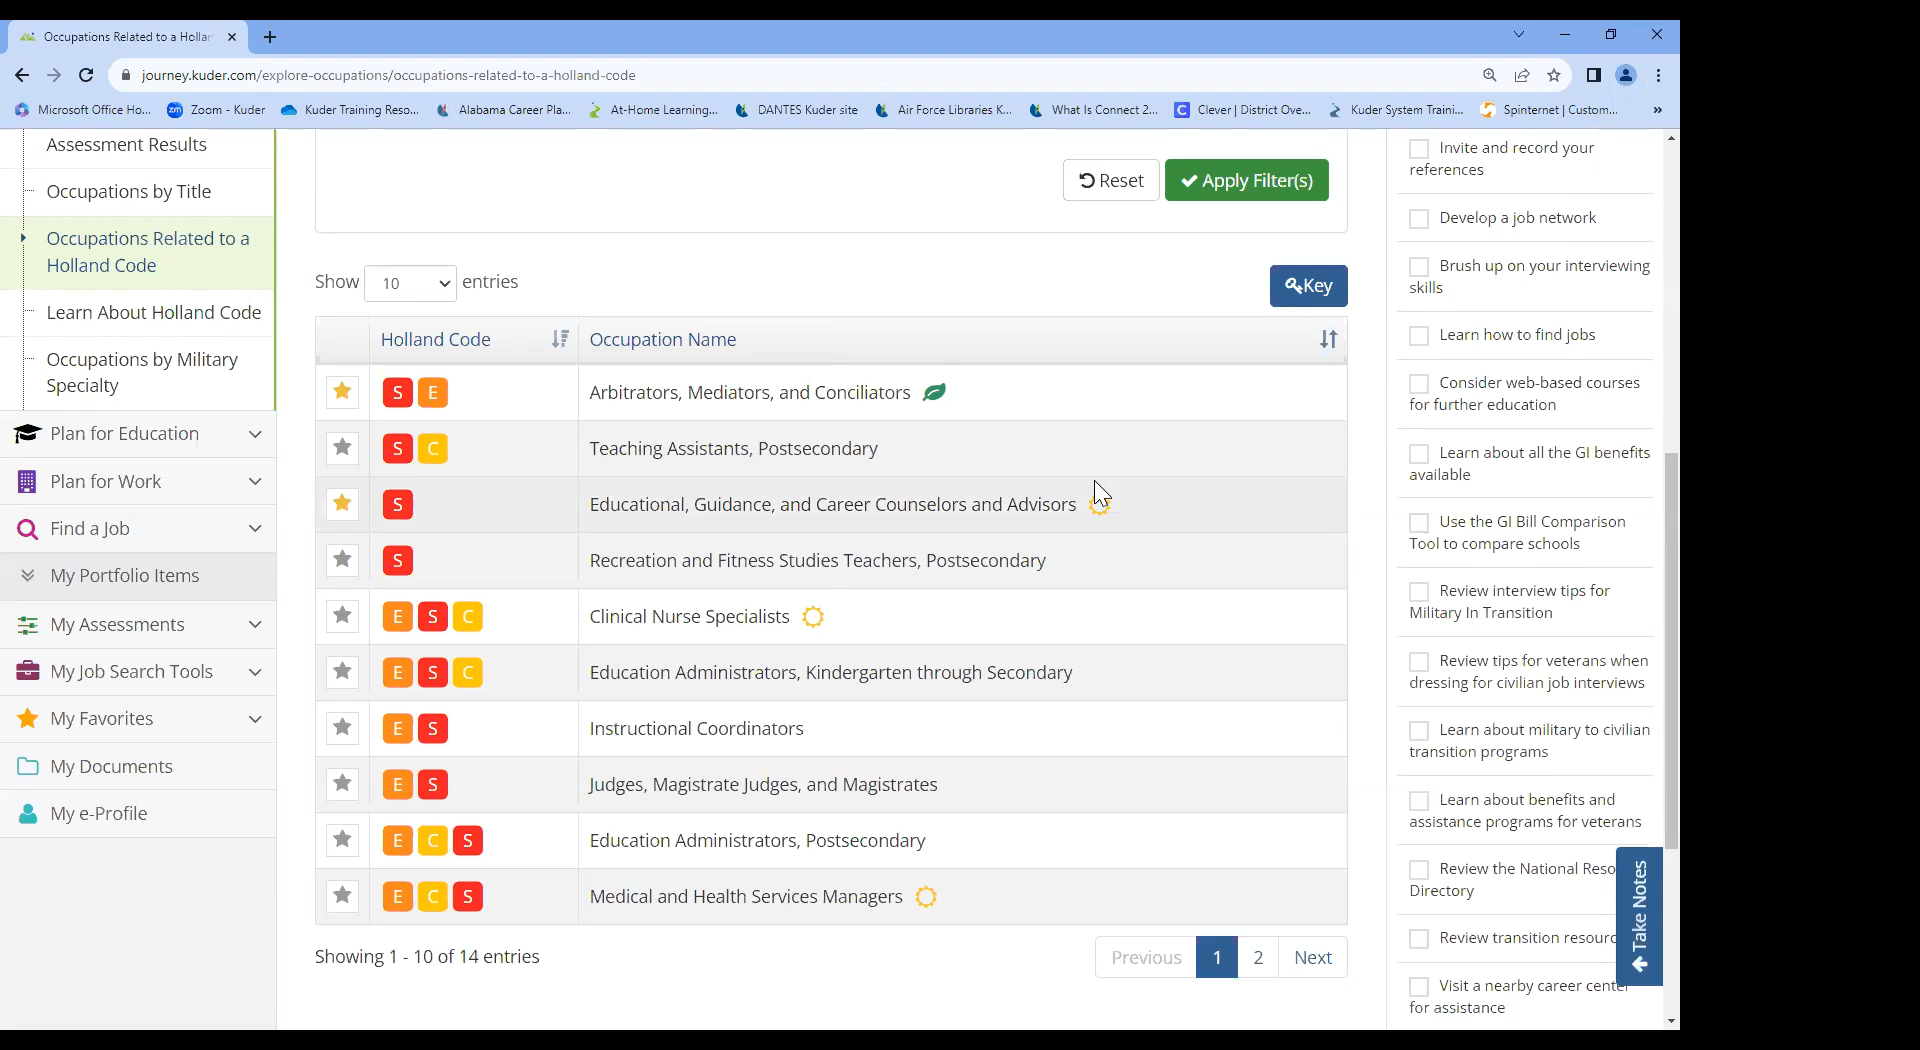 Occupations Related to a Hollan
journey.kuder.com/explore-occupations/occupations-related-to-a-holland-code
Microsoft Office Ho...
zm
Zoom - Kuder
Kuder Training Reso...
Alabama Career Pla...
At-Home Learning...
DANTES Kuder site
Air Force Libraries K...
What Is Connect 2...
C
Clever | District Ove...
Kuder System Traini...
Spinternet | Custom...
»
Assessment Results
Occupations by Title
Occupations Related to a
Holland Code
Learn About Holland Code
Occupations by Military
Specialty
Plan for Education
Plan for Work
Find a Job
My Portfolio Items
My Assessments
My Job Search Tools
My Favorites
My Documents
My e-Profile
Reset
Apply Filter(s)
Show 10 entries
Key
Holland Code
Occupation Name
S E Arbitrators, Mediators, and Conciliators
S C Teaching Assistants, Postsecondary
S Educational, Guidance, and Career Counselors and Advisors
S Recreation and Fitness Studies Teachers, Postsecondary
E S C Clinical Nurse Specialists
E S C Education Administrators, Kindergarten through Secondary
E S Instructional Coordinators
E S Judges, Magistrate Judges, and Magistrates
E C S Education Administrators, Postsecondary
E C S Medical and Health Services Managers
Showing 1 - 10 of 14 entries
Previous 1 2 Next
Invite and record your
references
Develop a job network
Brush up on your interviewing
skills
Learn how to find jobs
Consider web-based courses
for further education
Learn about all the GI benefits
available
Use the GI Bill Comparison
Tool to compare schools
Review interview tips for
Military In Transition
Review tips for veterans when
dressing for civilian job interviews
Learn about military to civilian
transition programs
Learn about benefits and
assistance programs for veterans
Review the National Reso
Directory
Review transition resourc
Visit a nearby career center
for assistance
Take Notes